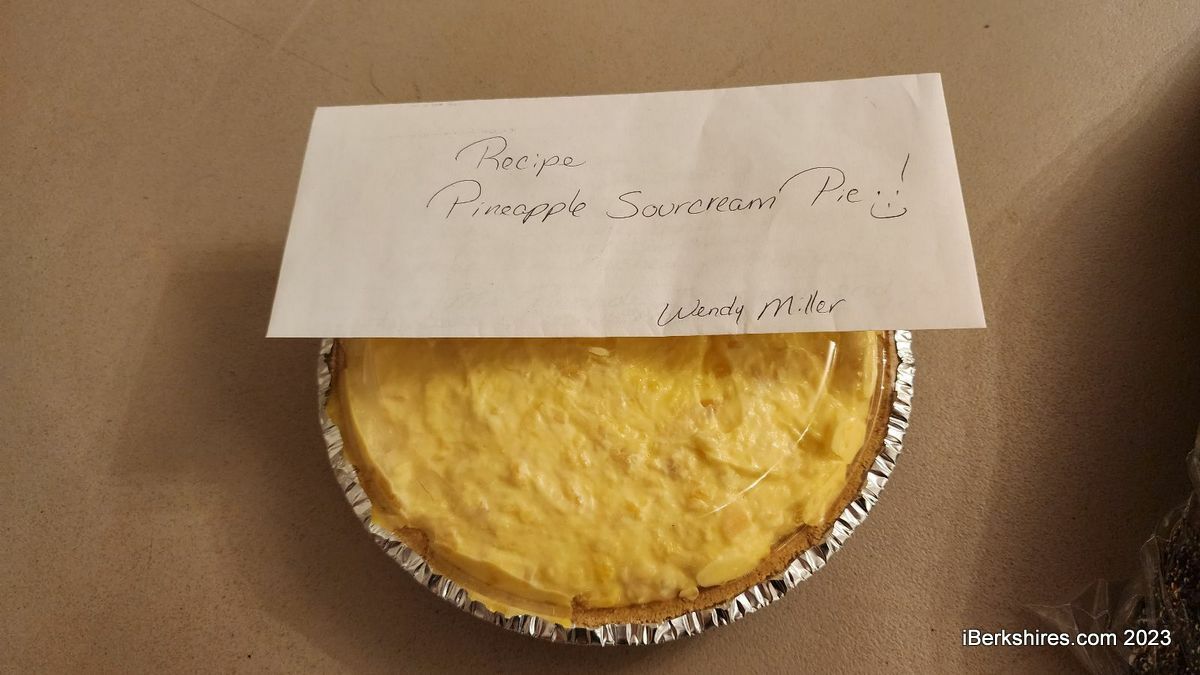 Recipe
Pineapple Sourcream Pie!
Wendy Miller
iBerkshires.com 2023